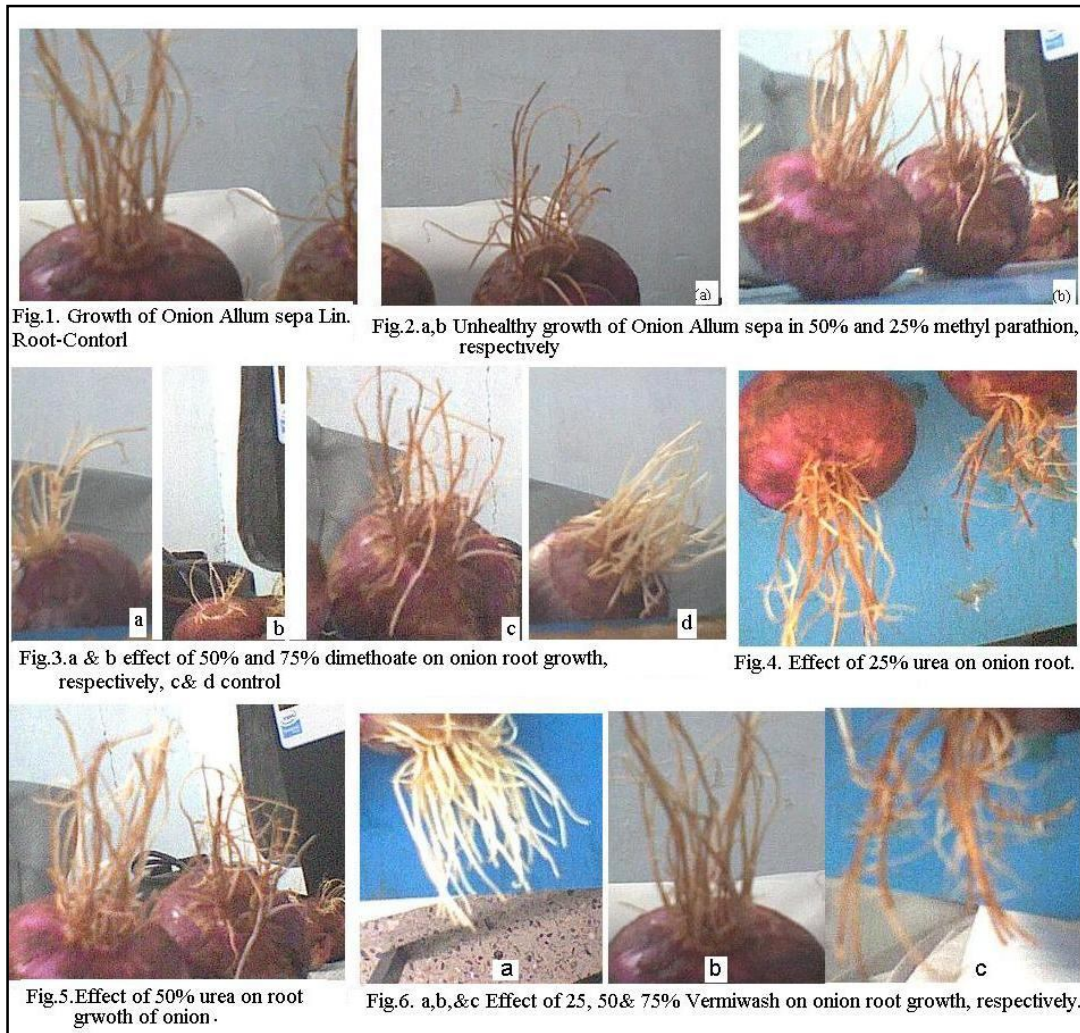 (a)
(b)
Fig.1. Growth of Onion Allum sepa Lin.
Root-Contorl
Fig.2.a,b Unhealthy growth of Onion Allum sepa in 50% and 25% methyl parathion,
respectively
a
b
c
d
Fig.3.a & b effect of 50% and 75% dimethoate on onion root growth,
respectively, c& d control
Fig.4. Effect of 25% urea on onion root.
Fig.5.Effect of 50% urea on root
grwoth of onion.
a
b
c
Fig.6. a,b,&c Effect of 25, 50& 75% Vermiwash on onion root growth, respectively.